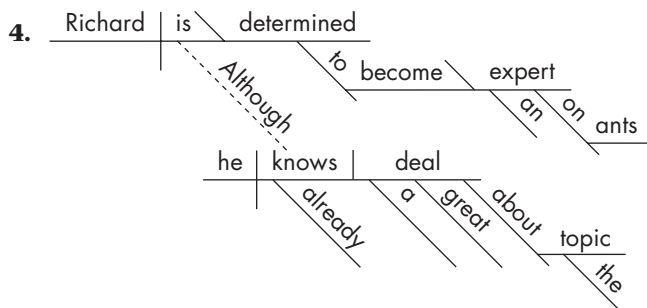 4. Richard is determined
to become an expert on ants
Although
he already knows a great deal about the topic